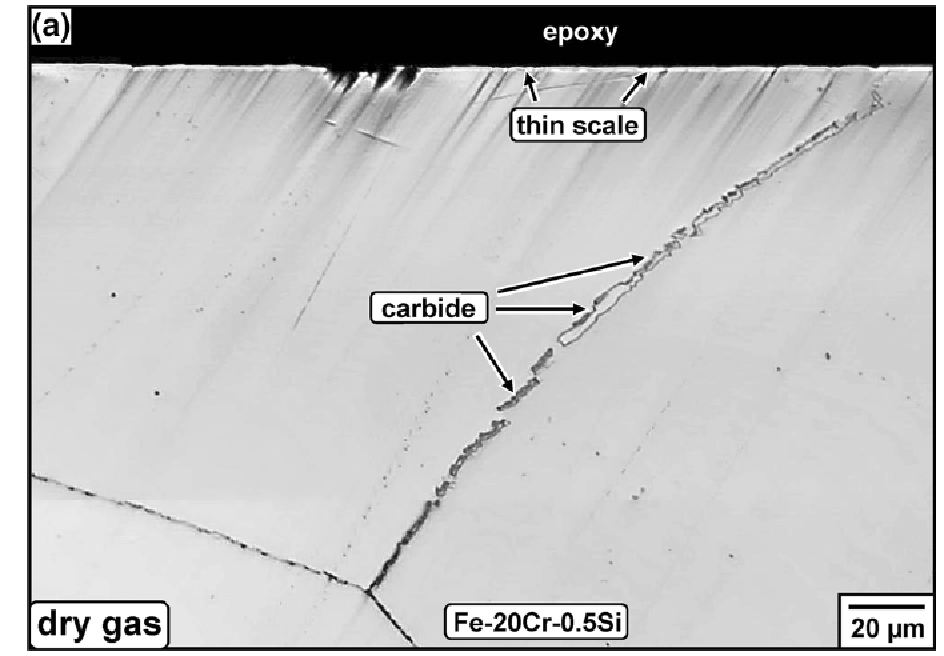 (a)
epoxy
thin scale
carbide
dry gas
Fe-20Cr-0.5Si
20 µm